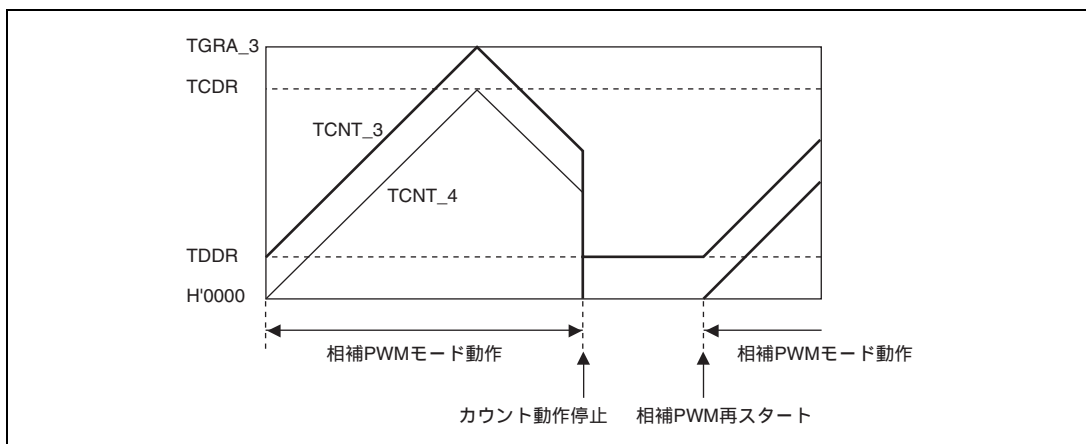 TGRA_3
TCDR
TCNT_3
TCNT_4
TDDR
H'0000
相補PWMモード動作
相補PWMモード動作
カウント動作停止
相補PWM再スタート